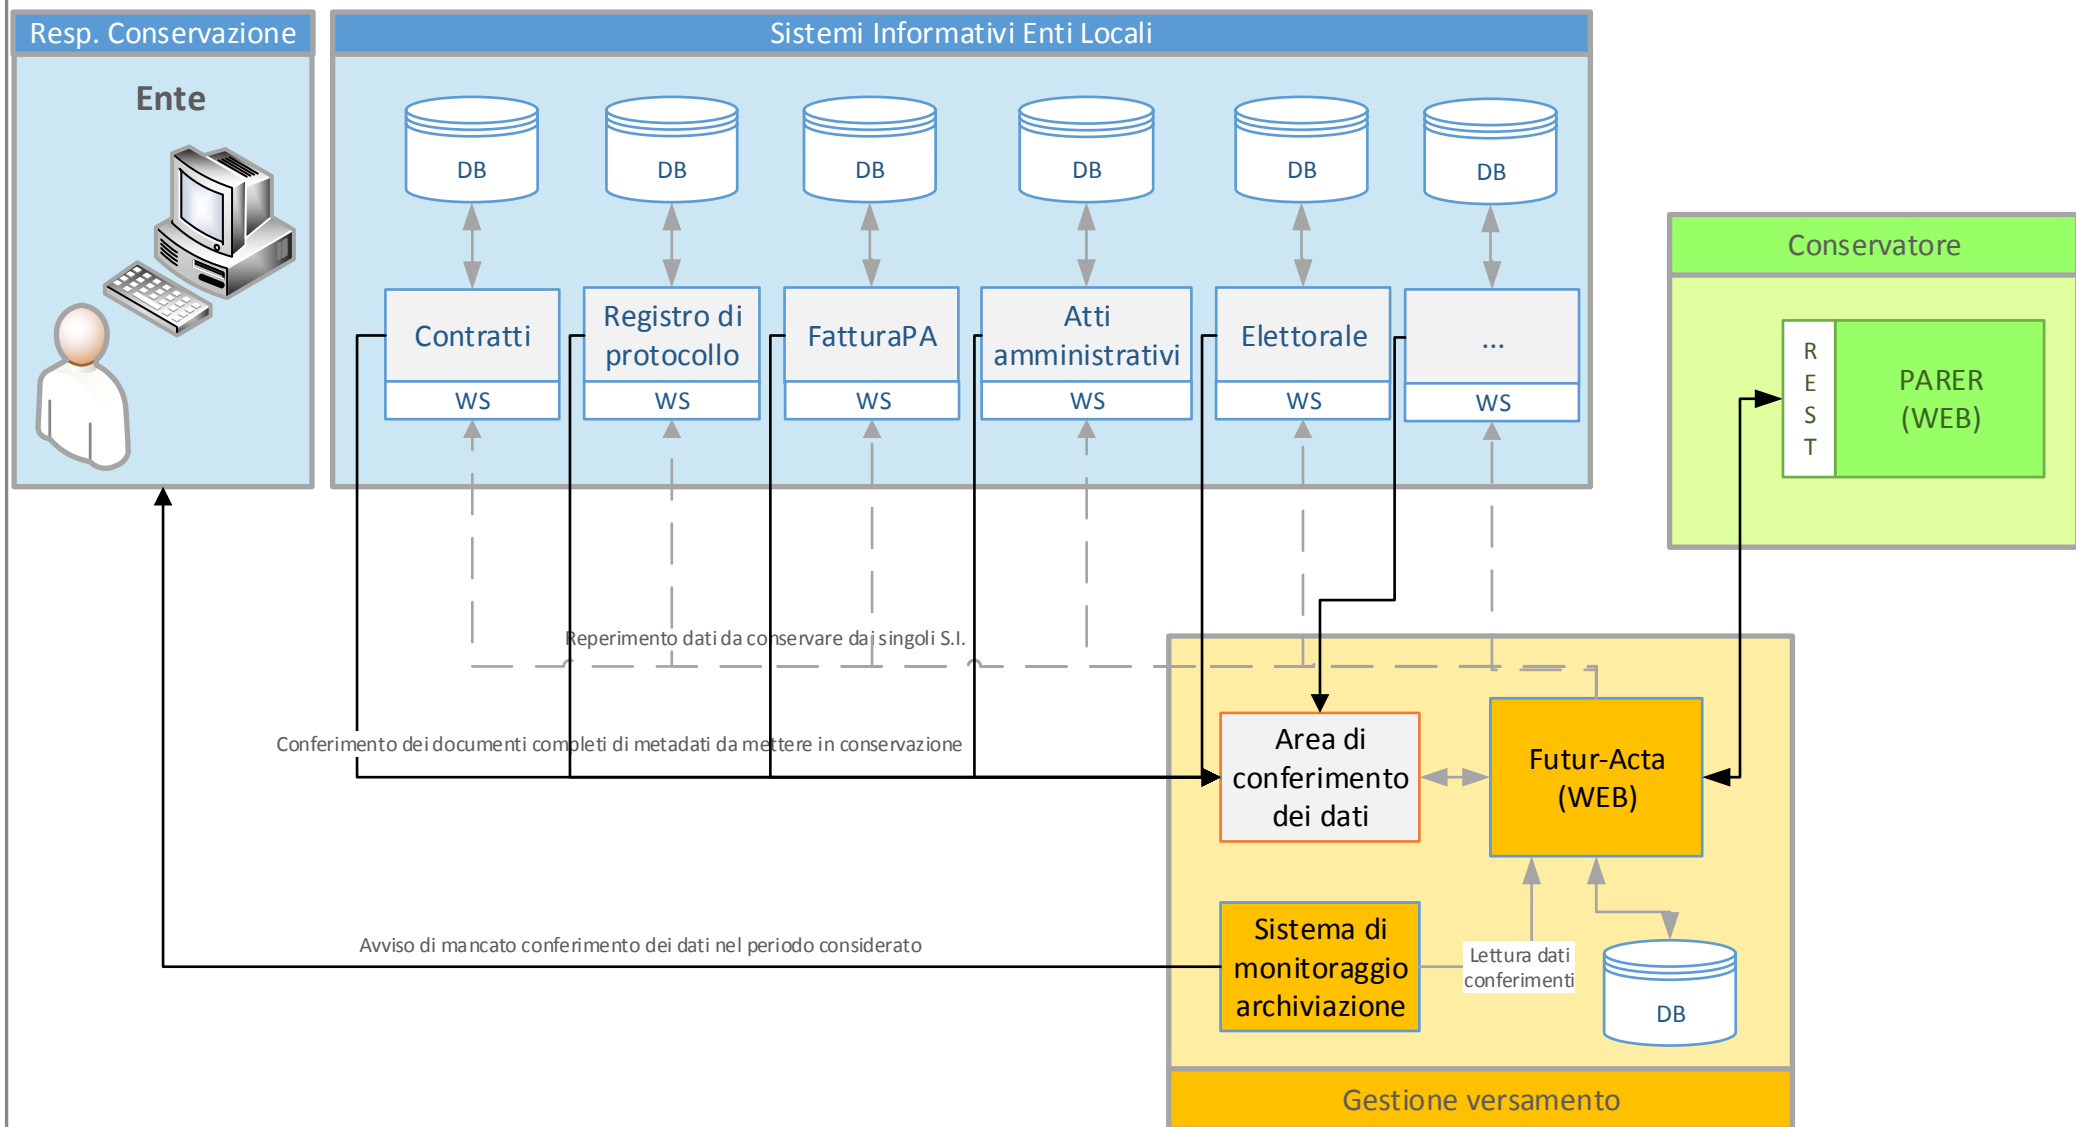 Resp. Conservazione
Sistemi Informativi Enti Locali
Ente
DB
DB
DB
DB
DB
DB
Conservatore
Contratti
WS
Registro di
protocollo
WS
FatturaPA
WS
Atti
amministrativi
WS
Elettorale
WS
...
WS
R
E
S
T
PARER
(WEB)
Reperimento dati da conservare dai singoli S.I.
Conferimento dei documenti completi di metadati da mettere in conservazione
Area di
conferimento
dei dati
Futur-Acta
(WEB)
Avviso di mancato conferimento dei dati nel periodo considerato
Sistema di
monitoraggio
archiviazione
Lettura dati
conferimenti
DB
Gestione versamento